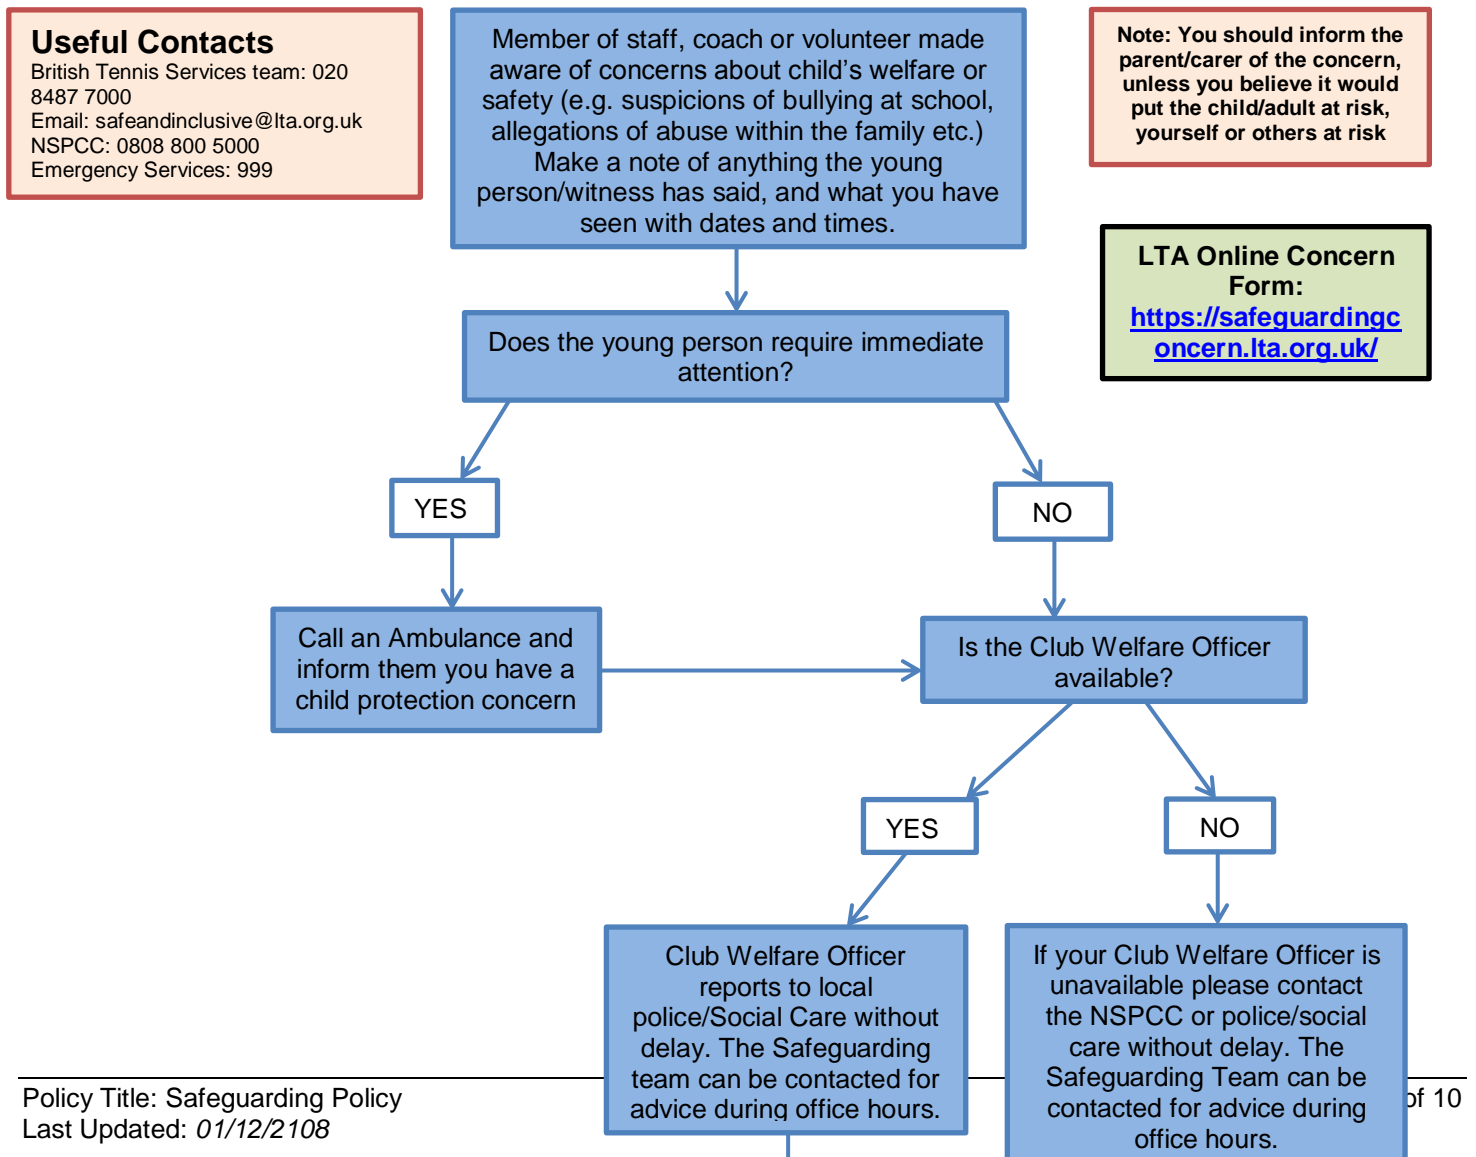 Useful Contacts
British Tennis Services team: 020
8487 7000
Email: safeandinclusive@lta.org.uk
NSPCC: 0808 800 5000
Emergency Services: 999
Member of staff, coach or volunteer made
aware of concerns about child’s welfare or
safety (e.g. suspicions of bullying at school,
allegations of abuse within the family etc.)
Make a note of anything the young
person/witness has said, and what you have
seen with dates and times.
Note: You should inform the
parent/carer of the concern,
unless you believe it would
put the child/adult at risk,
yourself or others at risk
LTA Online Concern
Form:
https://safeguardingc
oncern.lta.org.uk/
Does the young person require immediate
attention?
YES
NO
Call an Ambulance and
inform them you have a
child protection concern
Is the Club Welfare Officer
available?
YES
NO
Club Welfare Officer
reports to local
police/Social Care without
delay. The Safeguarding
team can be contacted for
advice during office hours.
If your Club Welfare Officer is
unavailable please contact
the NSPCC or police/social
care without delay. The
Safeguarding Team can be
contacted for advice during
office hours.
Policy Title: Safeguarding Policy
Last Updated: 01/12/2108
of 10